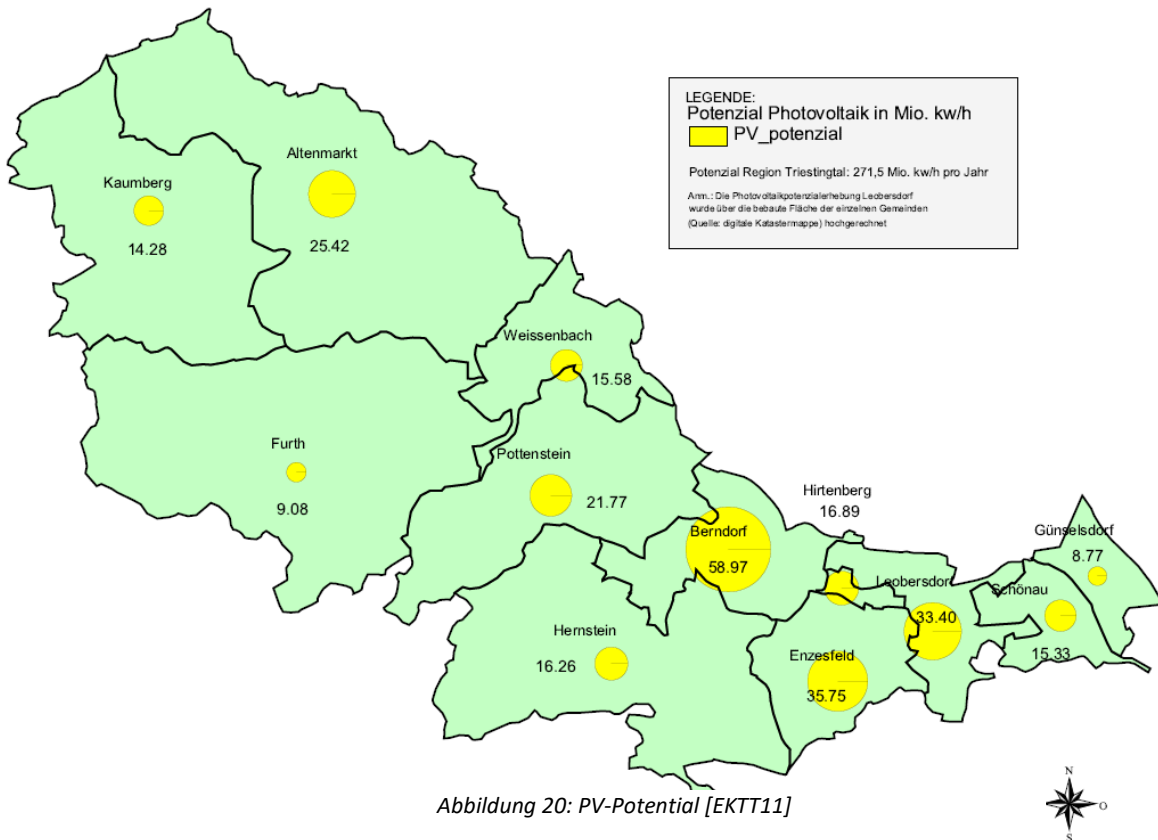 LEGENDE:
Potenzial Photovoltaik in Mio. kw/h
PV_potenzial
Potenzial Region Triestingtal: 271,5 Mio. kw/h pro Jahr
Anm.: Die Photovoltaikpotenzialerhebung Leobersdorf
wurde über die bebaute Fläche der einzelnen Gemeinden
(Quelle: digitale Katastermappe) hochgerechnet
Altenmarkt
25.42
Kaumberg
14.28
Weissenbach
15.58
Furth
9.08
Pottenstein
21.77
Hirtenberg
16.89
Berndorf
58.97
Günselsdorf
8.77
Leobersdor
33.40
Schönau
15.33
Hernstein
16.26
Enzesfeld
35.75
Abbildung 20: PV-Potential [EKTT11]
N
O
S